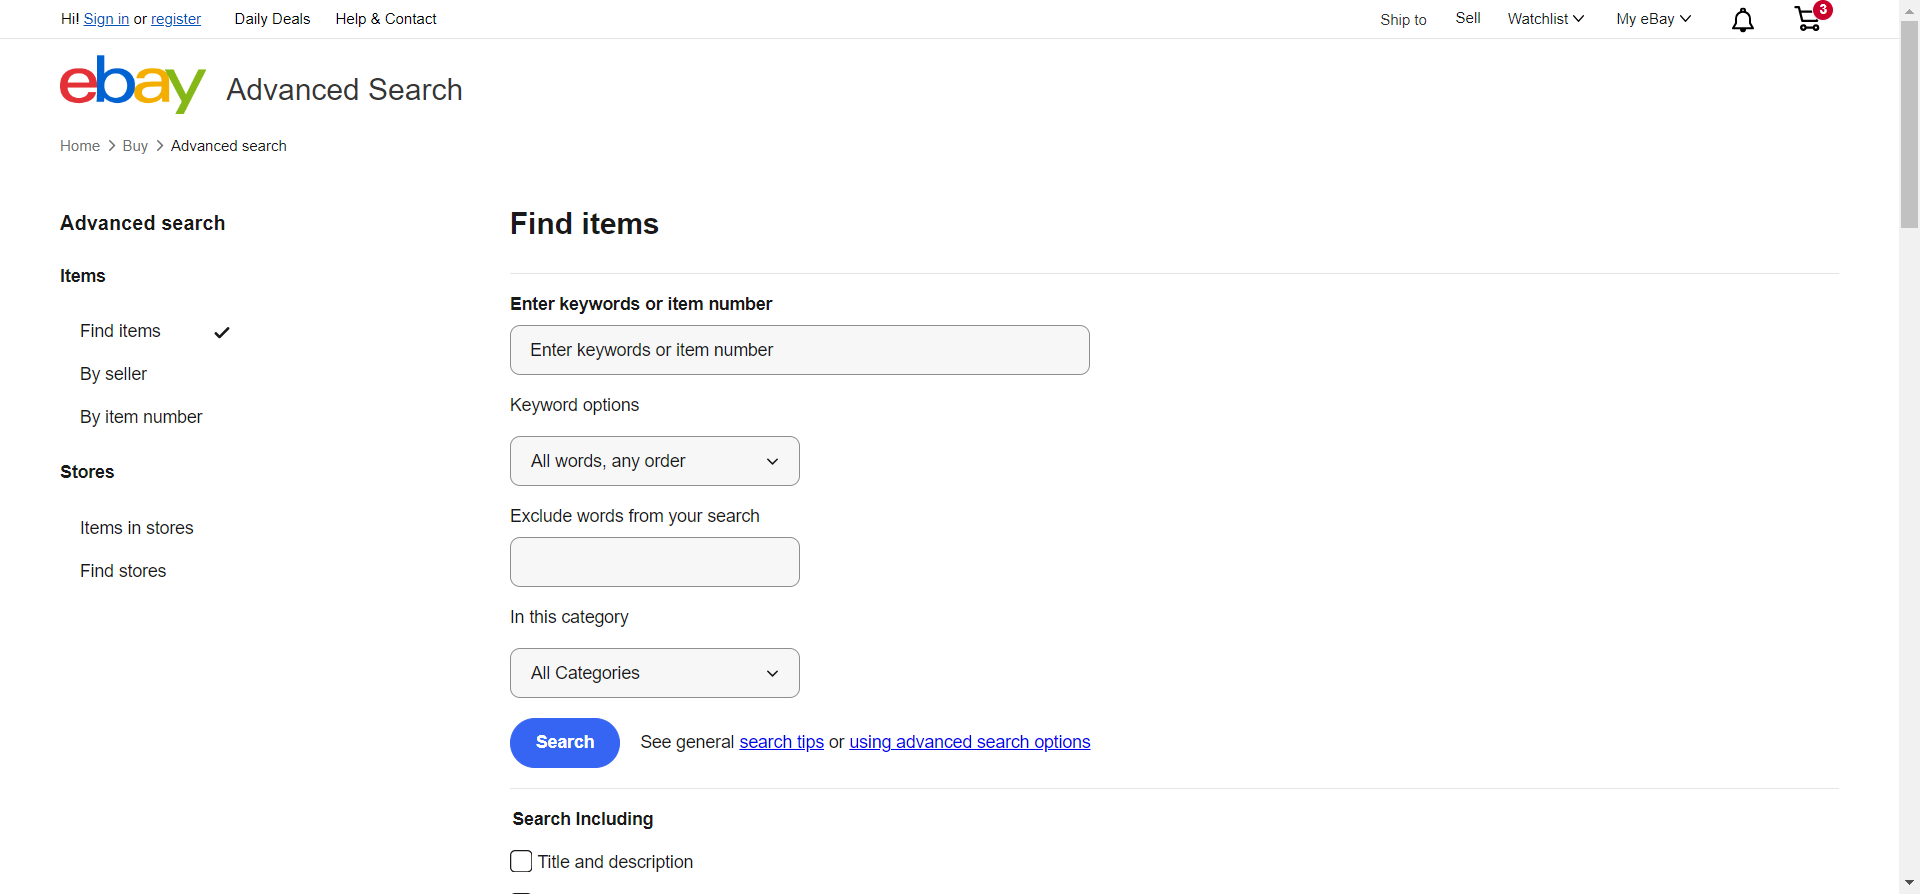 Hi! Sign in or register Daily Deals Help & Contact Ship to Sell Watchlist My eBay 3
ebay Advanced Search
Home Buy Advanced search
Advanced search
Items
Find items
By seller
By item number
Stores
Items in stores
Find stores
Find items
Enter keywords or item number
Enter keywords or item number
Keyword options
All words, any order
Exclude words from your search
In this category
All Categories
Search See general search tips or using advanced search options
Search Including
Title and description